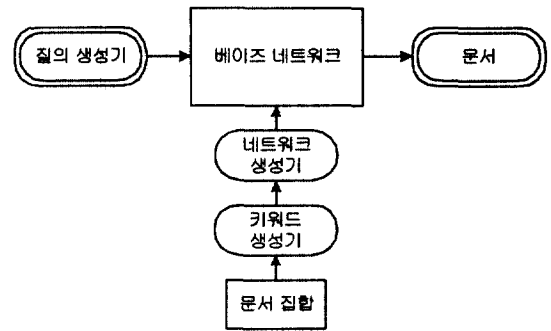 질의 생성기
베이즈 네트워크
문서
네트워크
생성기
키워드
생성기
문서 집합